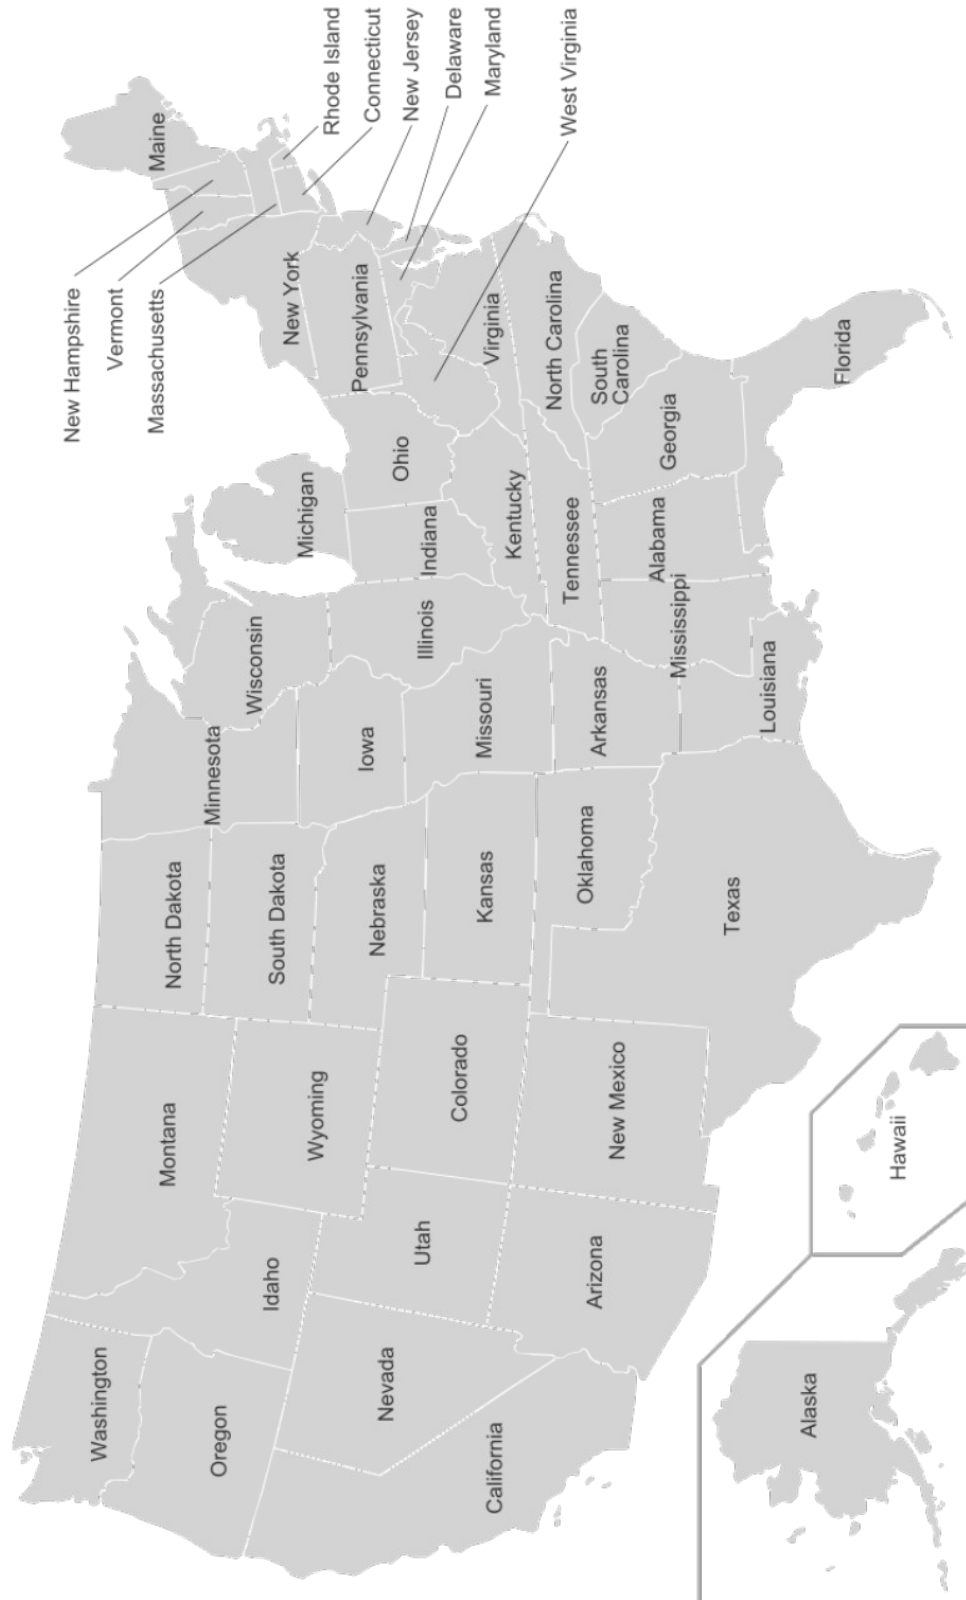 Washington
Oregon
California
Nevada
Idaho
Montana
Wyoming
Utah
Arizona
Colorado
New Mexico
North Dakota
South Dakota
Nebraska
Kansas
Oklahoma
Texas
Minnesota
Iowa
Missouri
Arkansas
Louisiana
Wisconsin
Illinois
Mississippi
Michigan
Indiana
Kentucky
Tennessee
Alabama
Ohio
Georgia
Florida
South
Carolina
North Carolina
Virginia
Pennsylvania
New York
Maine
New Hampshire
Vermont
Massachusetts
Rhode Island
Connecticut
New Jersey
Delaware
Maryland
West Virginia
Alaska
Hawaii